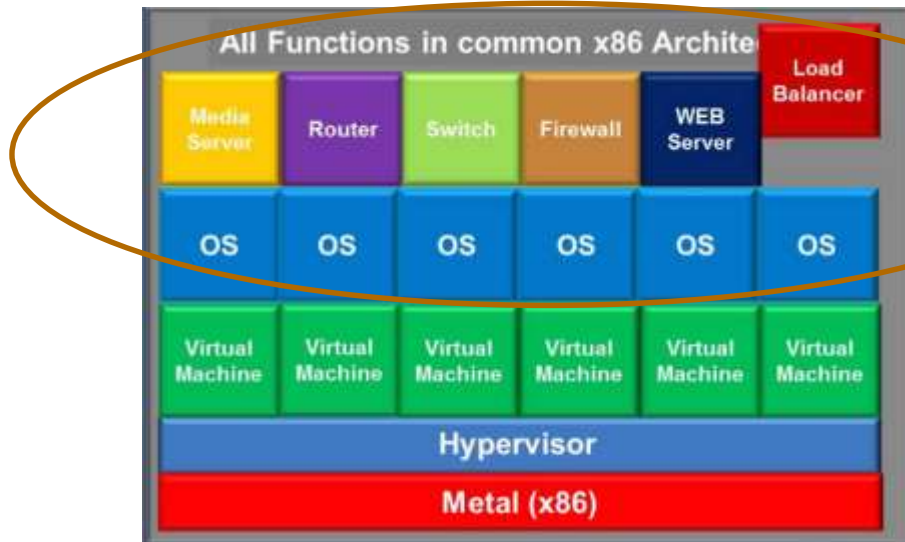 All Functions in common x86 Archite
Load
Balancer
Media
Server
Router
Switch
Firewall
WEB
Server
OS
OS
OS
OS
OS
OS
Virtual
Machine
Virtual
Machine
Virtual
Machine
Virtual
Machine
Virtual
Machine
Virtual
Machine
Hypervisor
Metal (x86)